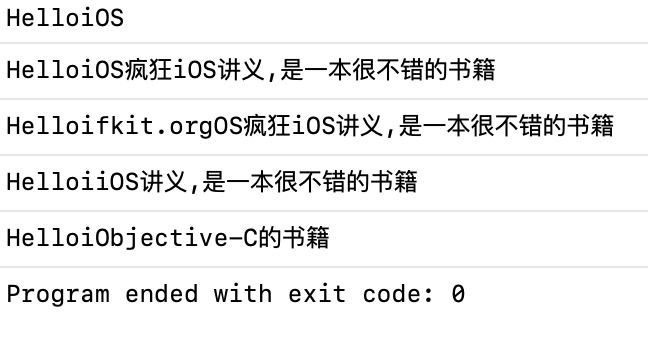 HelloiOS
HelloiOS疯狂iOS讲义,是一本很不错的书籍
Helloifkit.orgOS疯狂iOS讲义,是一本很不错的书籍
HelloiiOS讲义,是一本很不错的书籍
HelloiObjective-C的书籍
Program ended with exit code: 0